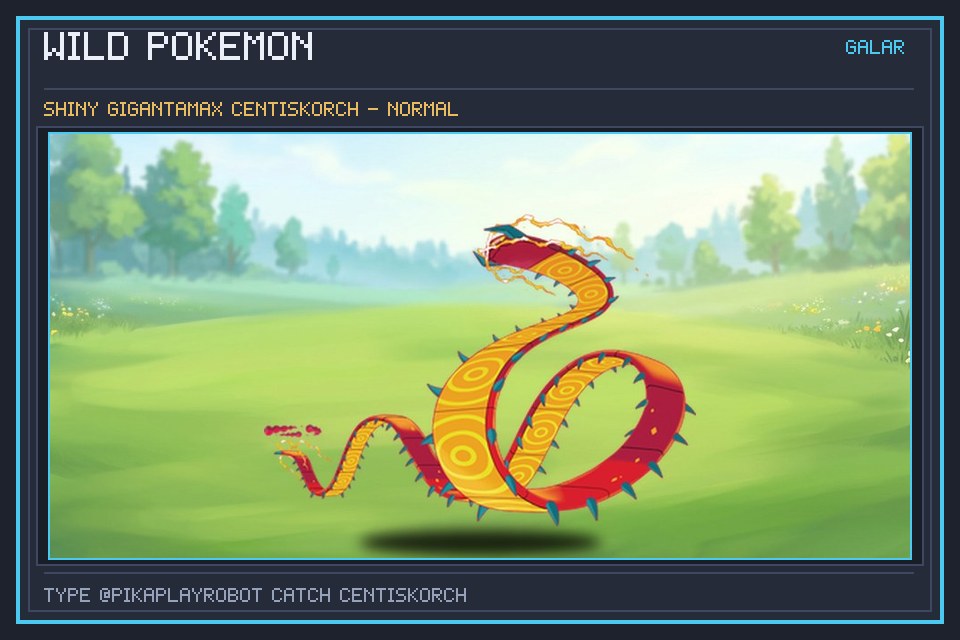 WILD POKEMON
GALAR
SHINY GIGANTAMAX CENTISKORCH - NORMAL
TYPE @PIKAPLAYROBOT CATCH CENTISKORCH